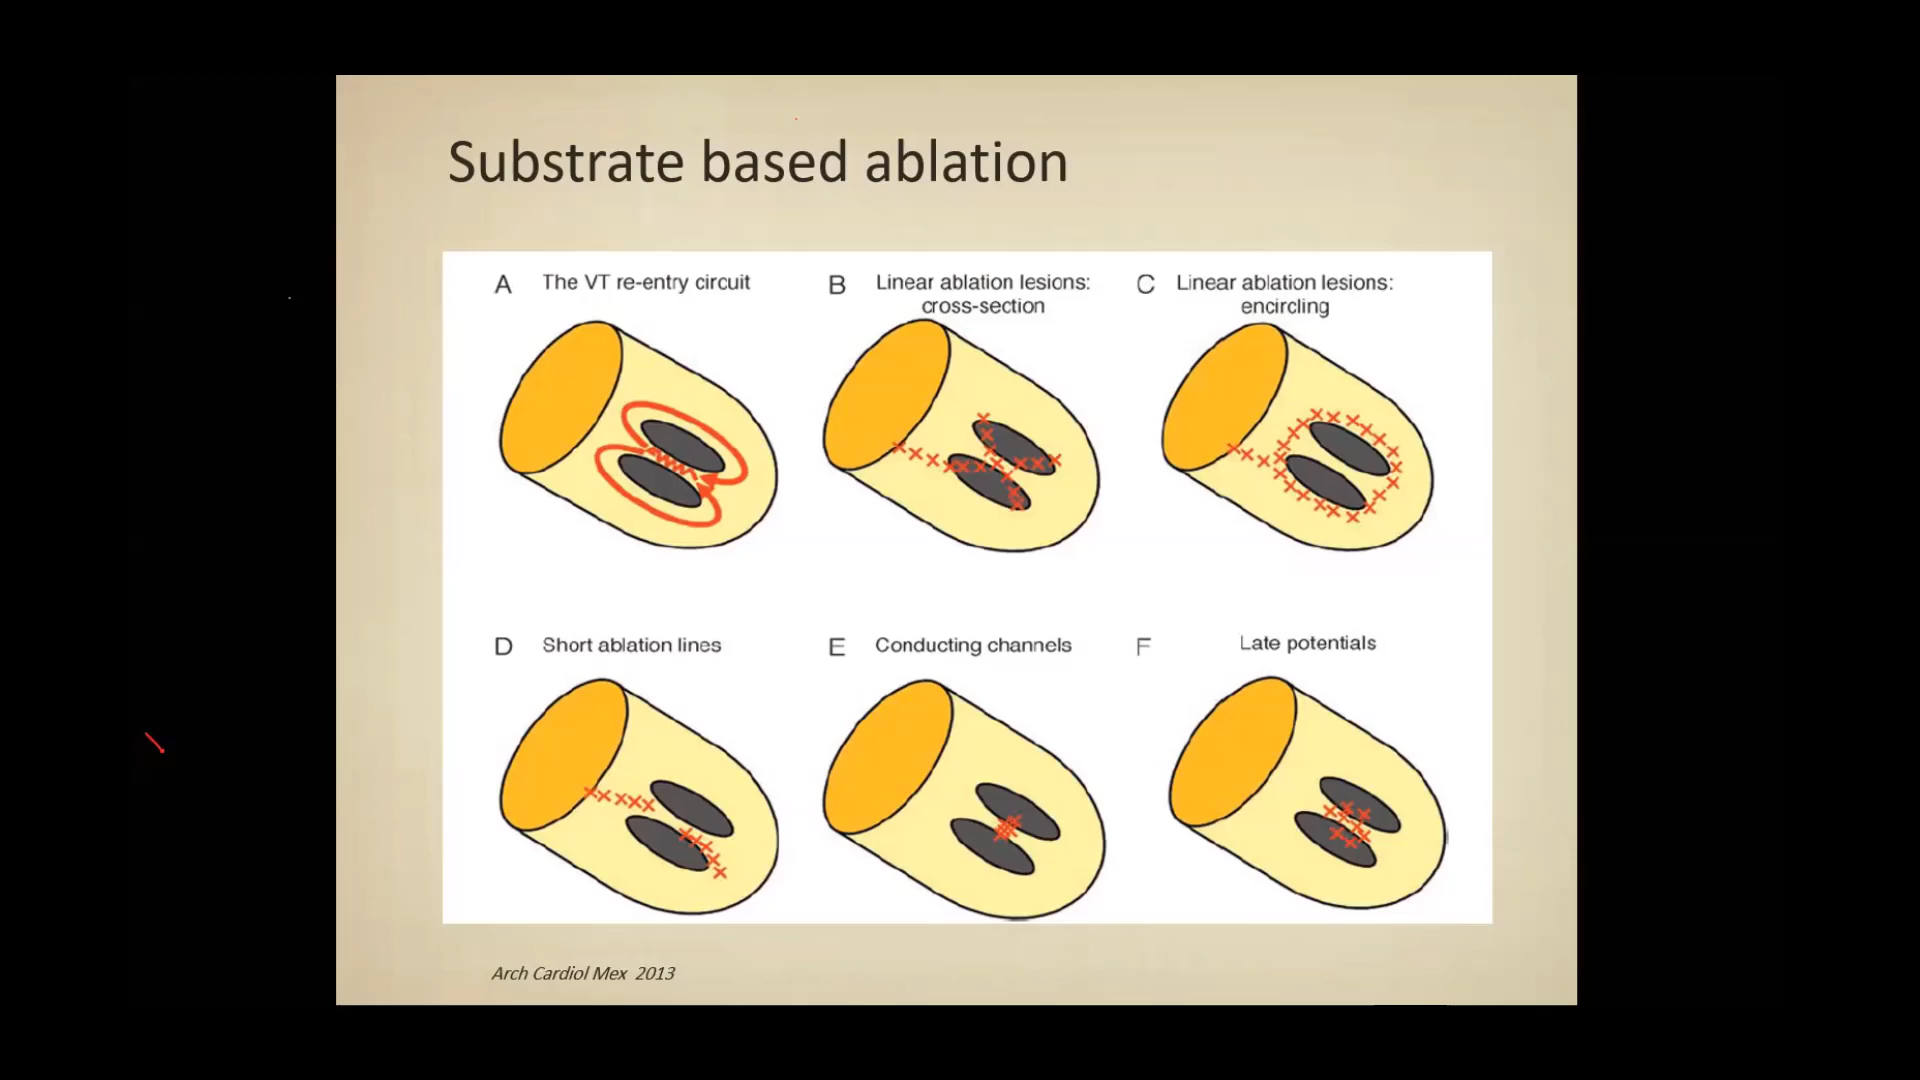 Substrate based ablation
A The VT re-entry circuit
B Linear ablation lesions:
cross-section
C Linear ablation lesions:
encircling
D Short ablation lines
E Conducting channels
F Late potentials
Arch Cardiol Mex 2013